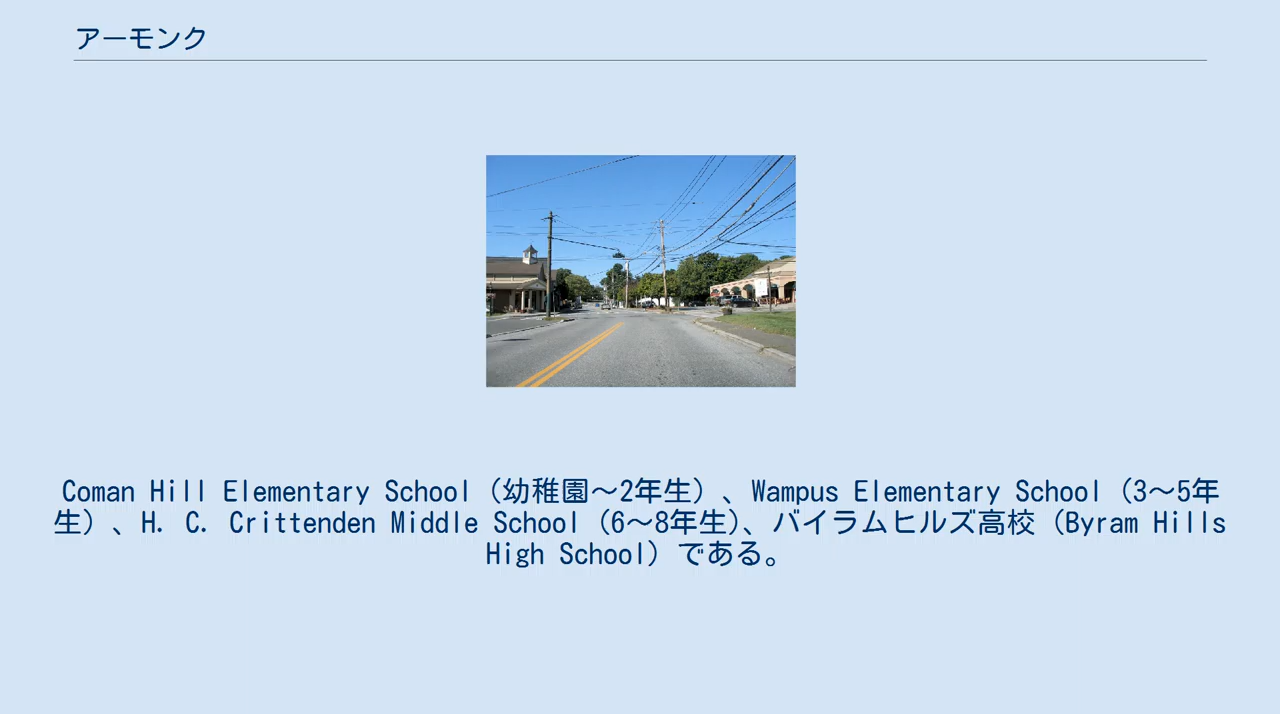 アーモンク
Coman Hill Elementary School（幼稚園〜2年生）、Wampus Elementary School（3〜5年
生）、H. C. Crittenden Middle School（6〜8年生)、バイラムヒルズ高校（Byram Hills
High School）である。